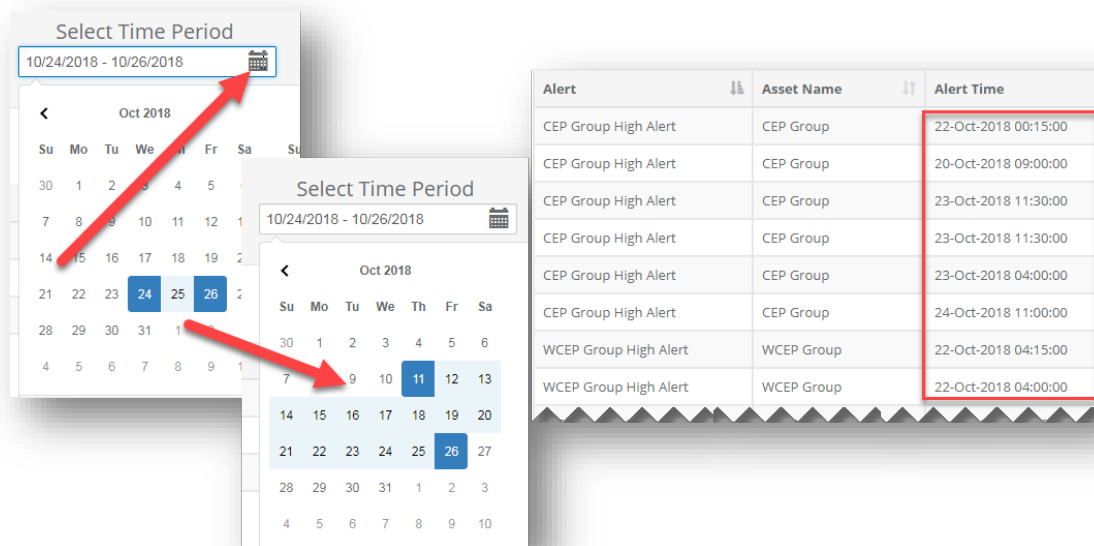 Select Time Period
10/24/2018 - 10/26/2018
Oct 2018
Su Mo Tu We Fr Sa Su
30 1 2 3 4 5
7 8 9 10 11 12 1
14 15 16 17 18 19 2
21 22 23 24 25 26 2
28 29 30 31 1
4 5 6 7 8 9 1
Select Time Period
10/24/2018 - 10/26/2018
Oct 2018
Su Mo Tu We Th Fr Sa
30 1 2 3 4 5 6
7 9 10 11 12 13
14 15 16 17 18 19 20
21 22 23 24 25 26 27
28 29 30 31 1 2 3
4 5 6 7 8 9 10
Alert Asset Name Alert Time
CEP Group High Alert CEP Group 22-Oct-2018 00:15:00
CEP Group High Alert CEP Group 20-Oct-2018 09:00:00
CEP Group High Alert CEP Group 23-Oct-2018 11:30:00
CEP Group High Alert CEP Group 23-Oct-2018 11:30:00
CEP Group High Alert CEP Group 23-Oct-2018 04:00:00
CEP Group High Alert CEP Group 24-Oct-2018 11:00:00
WCEP Group High Alert WCEP Group 22-Oct-2018 04:15:00
WCEP Group High Alert WCEP Group 22-Oct-2018 04:00:00